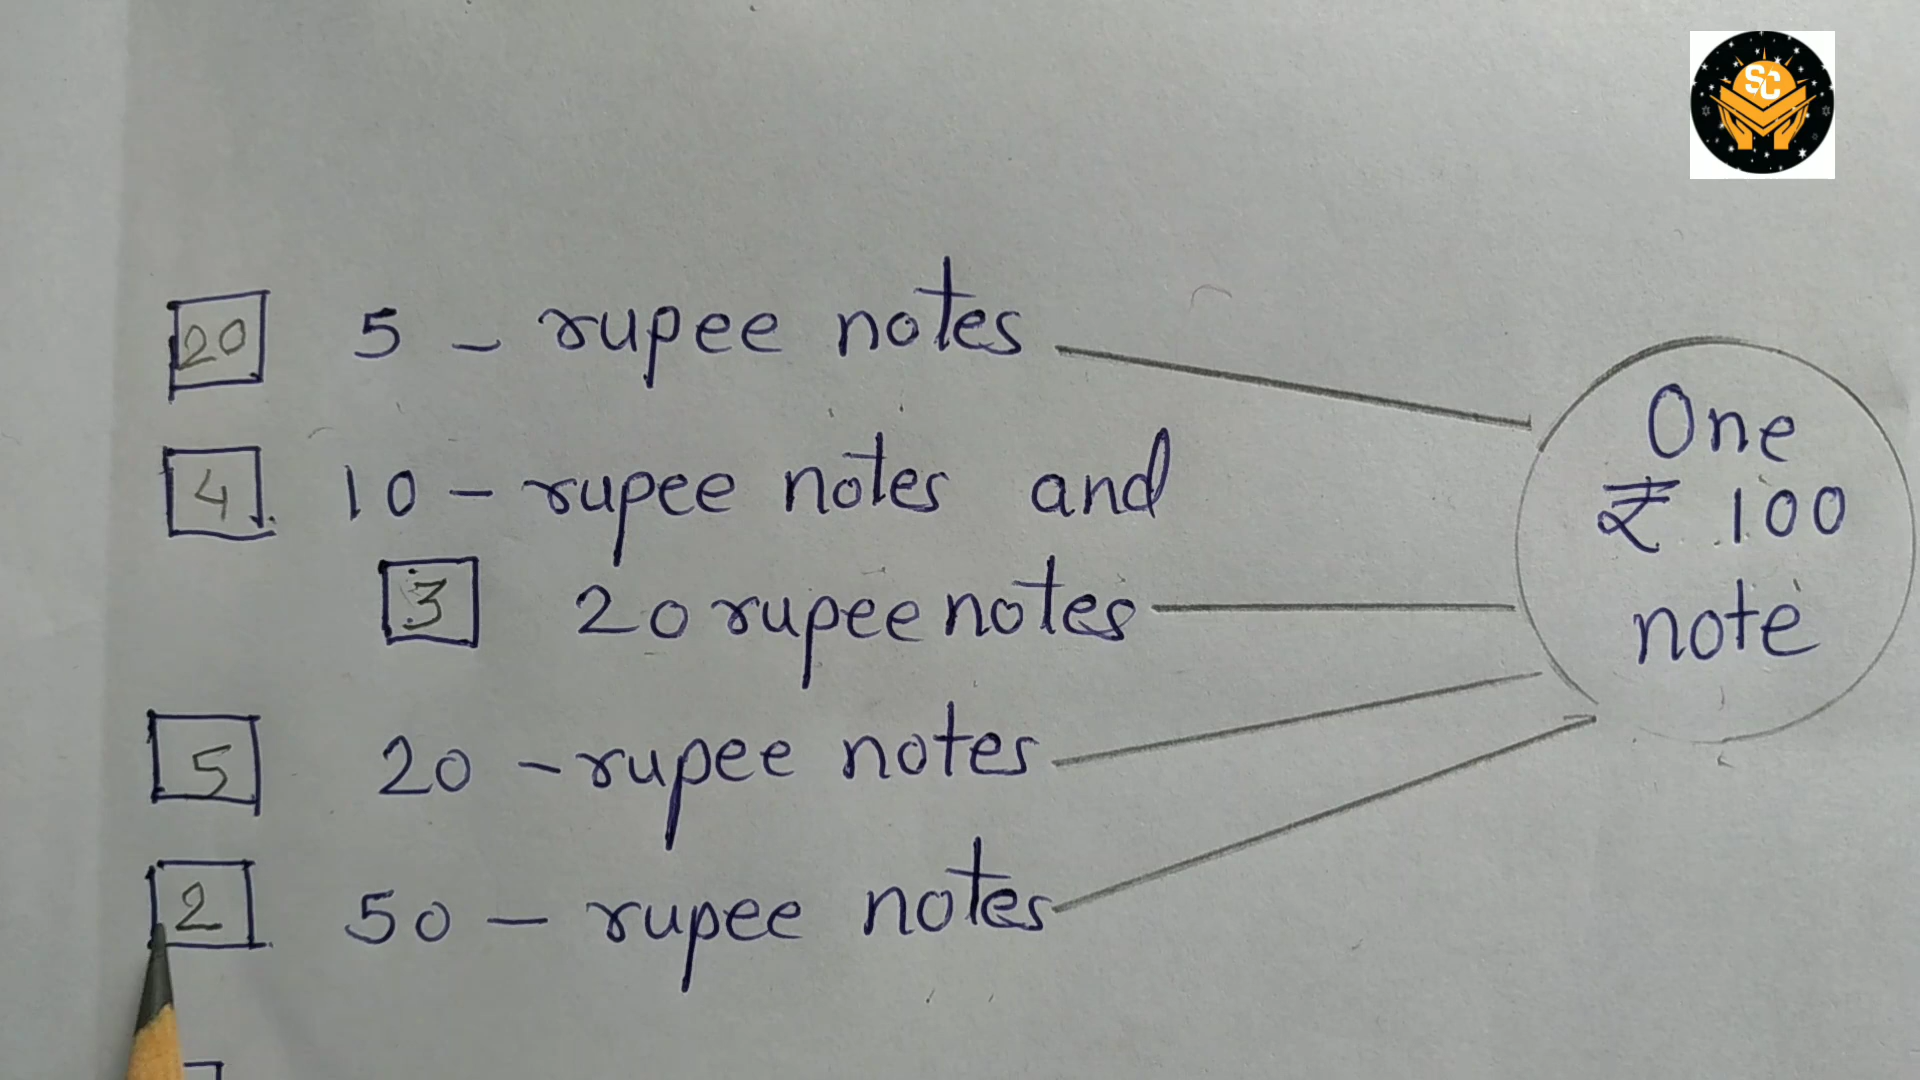 SC
20 5 - rupee notes
4 10 - rupee notes and
3 20 rupee notes
5 20 - rupee notes
2 50 - rupee notes
One
₹ 100
note